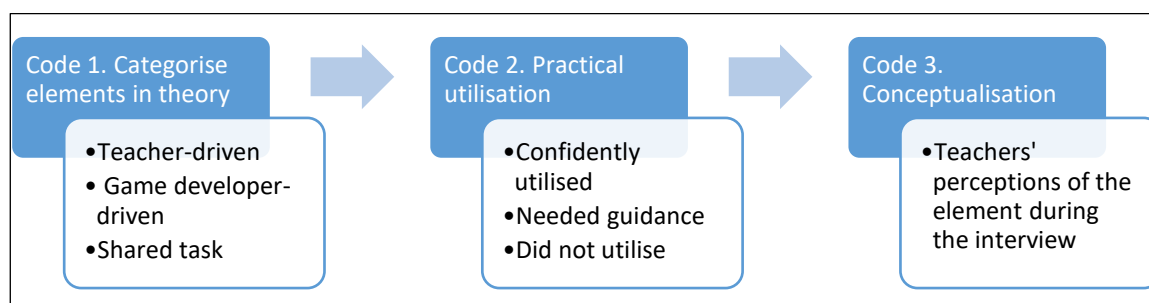 Code 1. Categorise
elements in theory
•Teacher-driven
• Game developer-
driven
•Shared task
Code 2. Practical
utilisation
•Confidently
utilised
•Needed guidance
•Did not utilise
Code 3.
Conceptualisation
•Teachers'
perceptions of the
element during
the interview